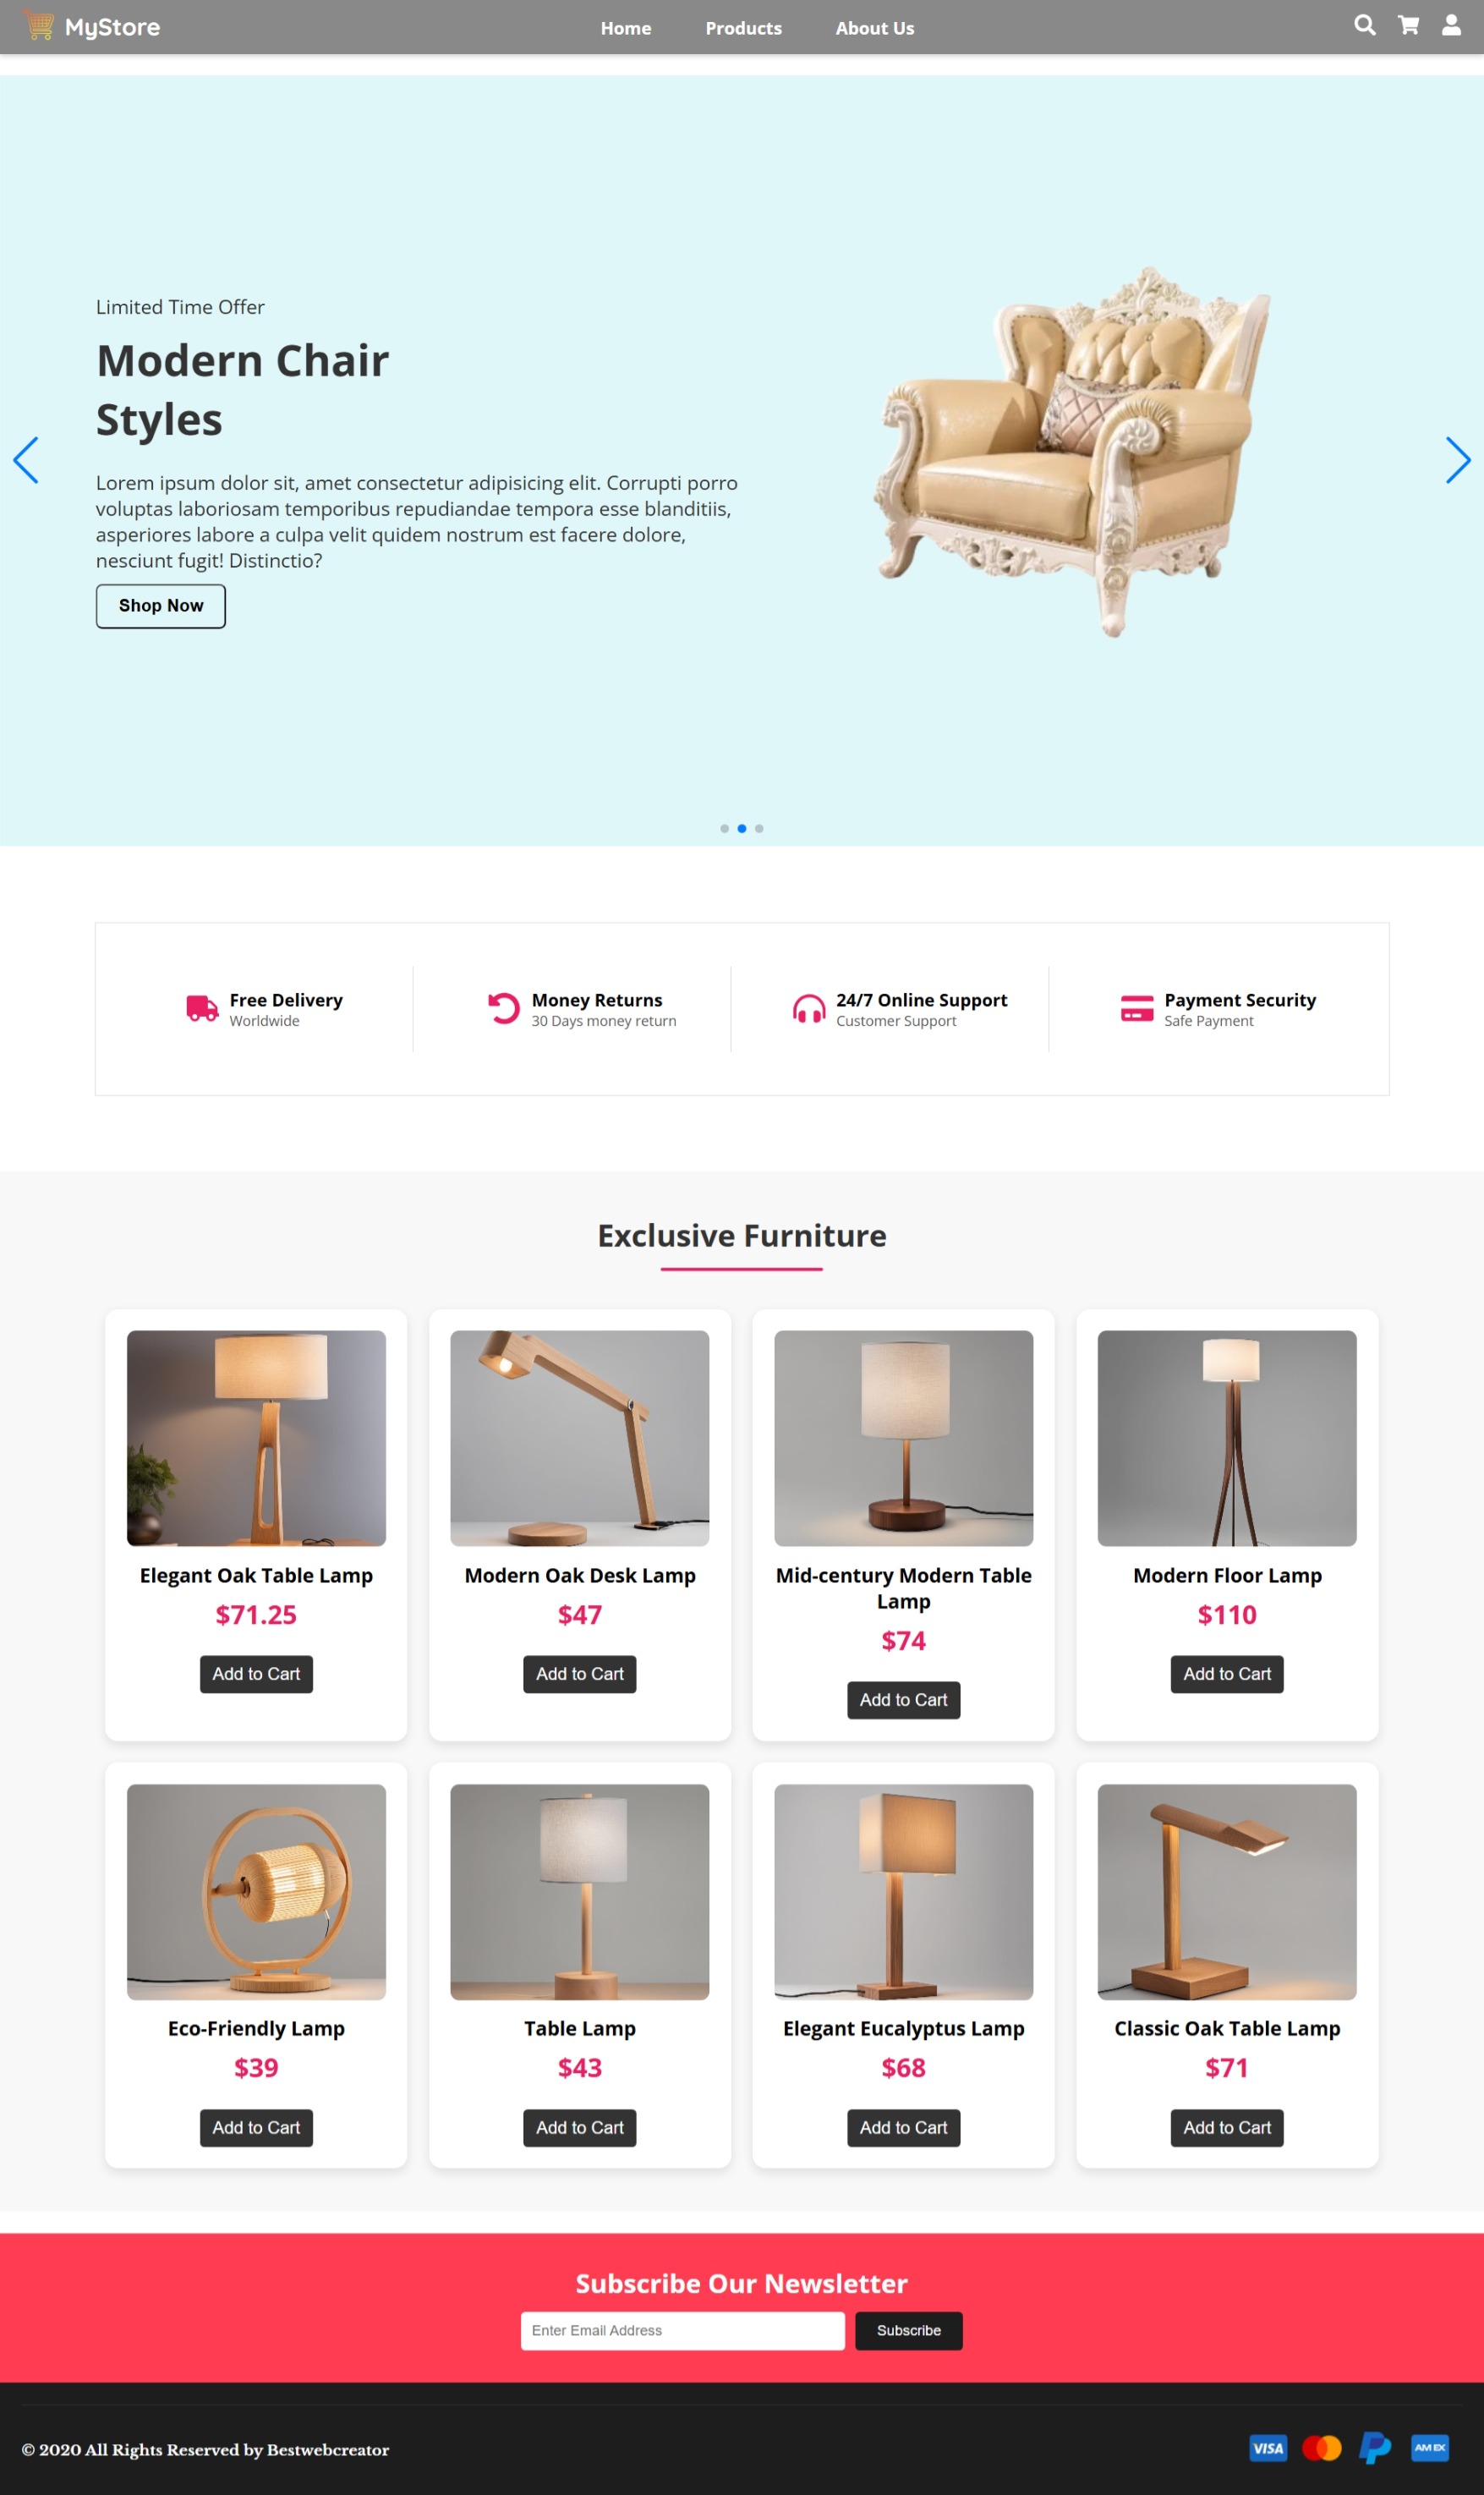 MyStore
Home Products About Us
Limited Time Offer
Modern Chair
Styles
Lorem ipsum dolor sit, amet consectetur adipisicing elit. Corrupti porro
voluptas laboriosam temporibus repudiandae tempora esse blanditiis,
asperiores labore a culpa velit quidem nostrum est facere dolore,
nesciunt fugit! Distinctio?
Shop Now
Free Delivery
Worldwide
Money Returns
30 Days money return
24/7 Online Support
Customer Support
Payment Security
Safe Payment
Exclusive Furniture
Elegant Oak Table Lamp
$71.25
Add to Cart
Modern Oak Desk Lamp
$47
Add to Cart
Mid-century Modern Table
Lamp
$74
Add to Cart
Modern Floor Lamp
$110
Add to Cart
Eco-Friendly Lamp
$39
Add to Cart
Table Lamp
$43
Add to Cart
Elegant Eucalyptus Lamp
$68
Add to Cart
Classic Oak Table Lamp
$71
Add to Cart
Subscribe Our Newsletter
Enter Email Address
Subscribe
© 2020 All Rights Reserved by Bestwebcreator
VISA
AMEX